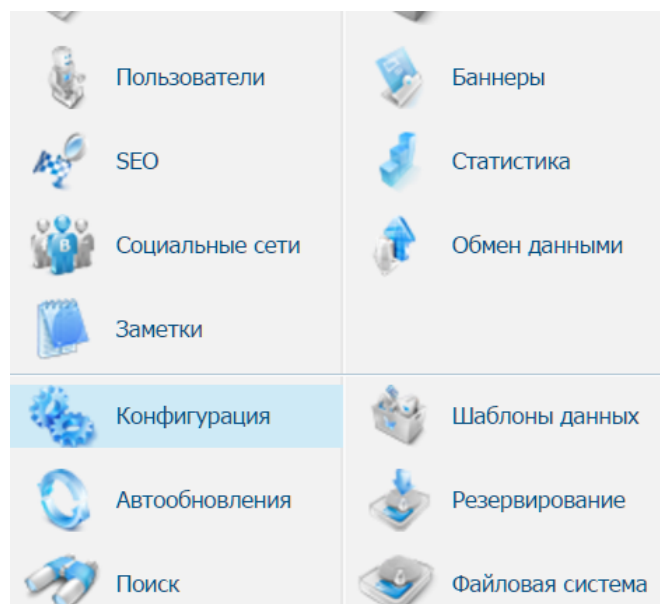 Пользователи
Баннеры
SEO
Статистика
Социальные сети
Обмен данными
Заметки
Конфигурация
Шаблоны данных
Автообновления
Резервирование
Поиск
Файловая система